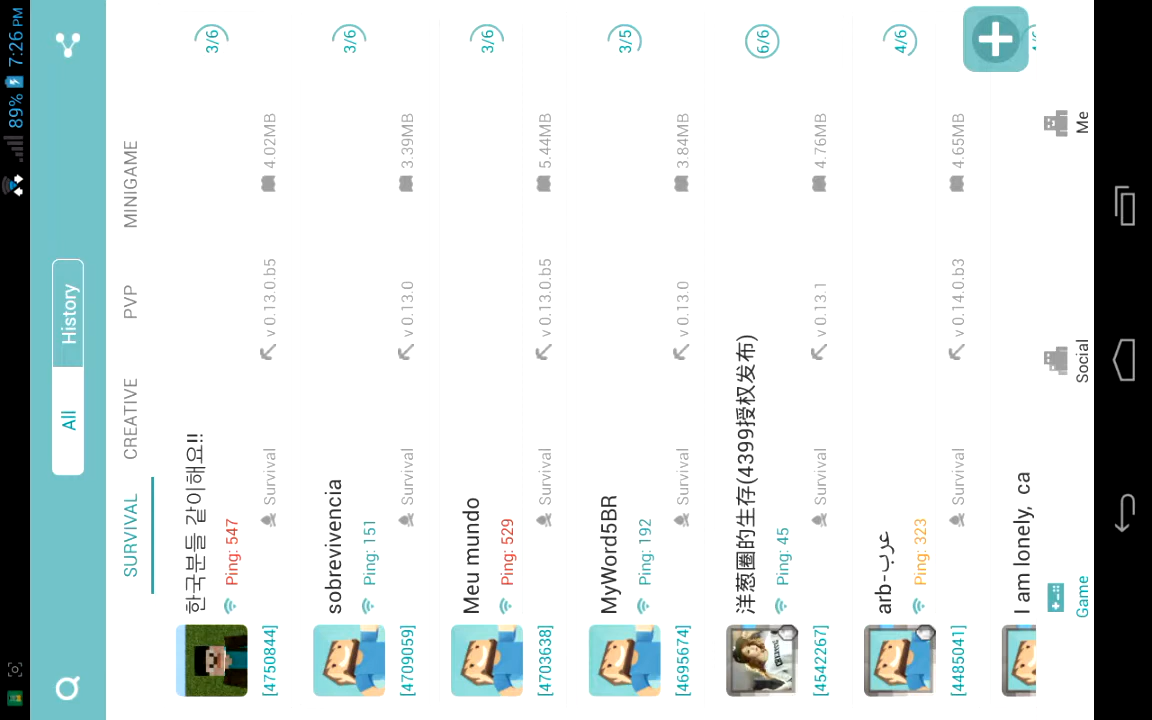 89% 7:26 PM
All History
SURVIVAL CREATIVE PVP MINIGAME
한국분들 같이해요!!
3/6
Ping: 547
[4750844] Survival v 0.13.0.b5 4.02MB
sobrevivencia
3/6
Ping: 151
[4709059] Survival v 0.13.0 3.39MB
Meu mundo
3/6
Ping: 529
[4703638] Survival v 0.13.0.b5 5.44MB
MyWord5BR
3/5
Ping: 192
[4695674] Survival v 0.13.0 3.84MB
洋葱圈的生存(4399授权发布)
6/6
Ping: 45
[4542267] Survival v 0.13.1 4.76MB
arb-عرب
4/6
Ping: 323
[4485041] Survival v 0.14.0.b3 4.65MB
I am lonely, ca
Game Social Me